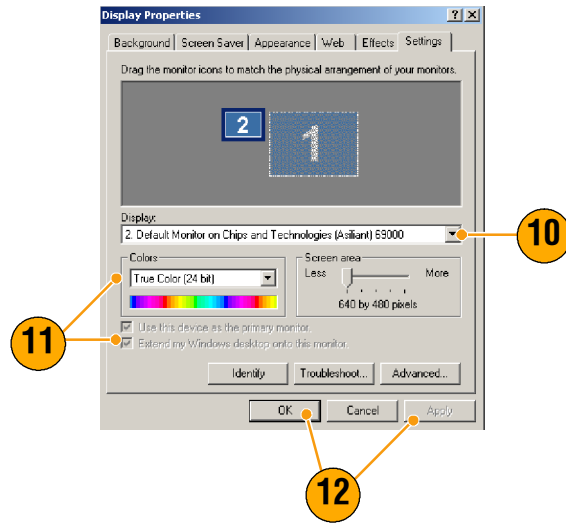 Display Properties
Background Screen Saver Appearance Web Effects Settings
Drag the monitor icons to match the physical arrangement of your monitors.
2
1
Display:
2. Default Monitor on Chips and Technologies (Asiliant) 69000
10
Colors
Screen area
True Color (24 bit)
Less
More
640 by 480 pixels
11
Use this device as the primary monitor.
Extend my Windows desktop onto this monitor.
Identify Troubleshoot... Advanced...
OK Cancel Apply
12